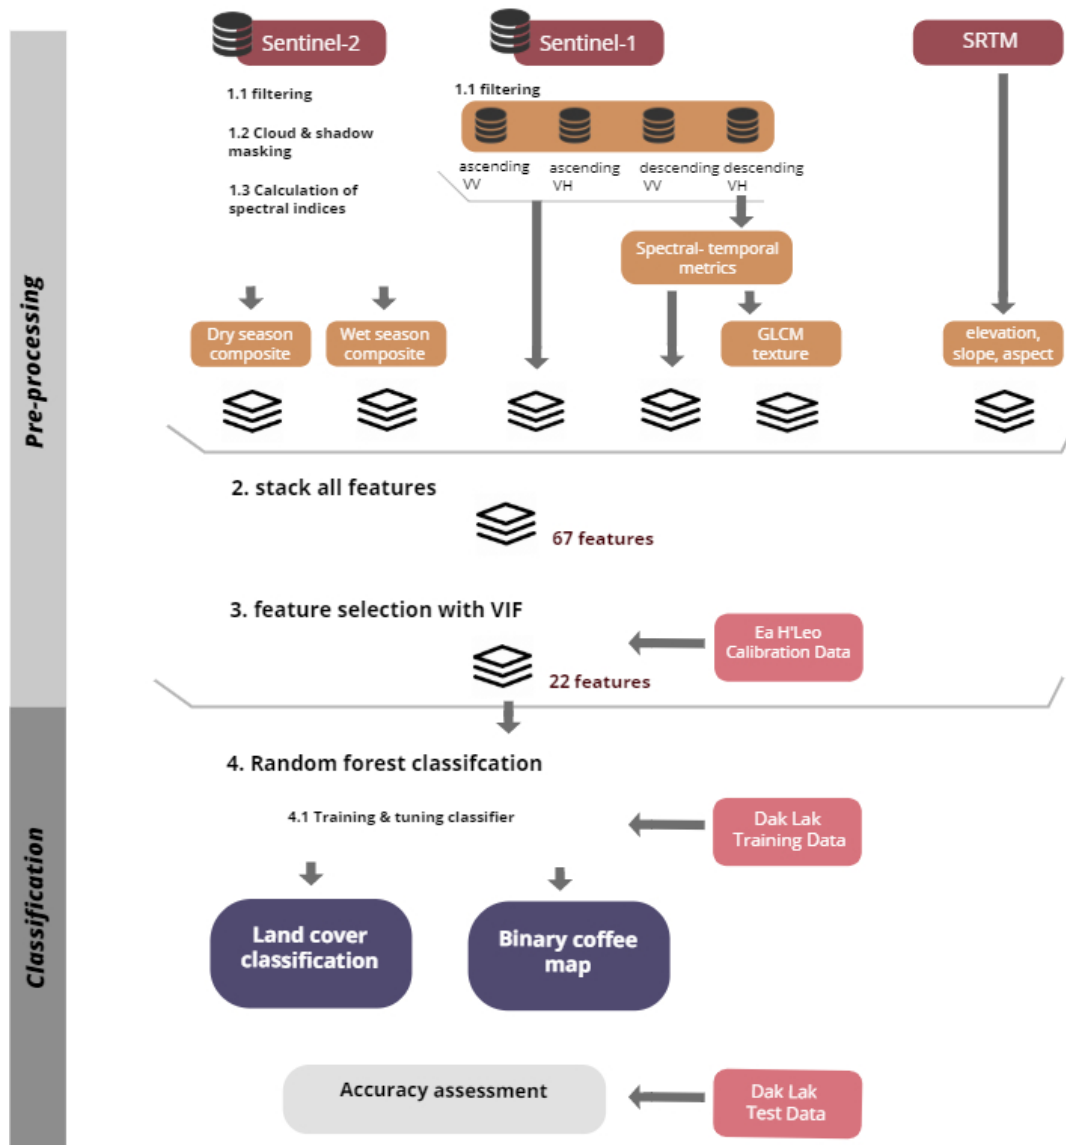 Sentinel-2
Sentinel-1
SRTM
1.1 filtering
1.2 Cloud & shadow
masking
1.3 Calculation of
spectral indices
1.1 filtering
ascending
VV
ascending
VH
descending
VV
descending
VH
Spectral- temporal
metrics
Dry season
composite
Wet season
composite
GLCM
texture
elevation,
slope, aspect
Pre-processing
2. stack all features
67 features
3. feature selection with VIF
Ea H'Leo
Calibration Data
22 features
Classification
4. Random forest classifcation
4.1 Training & tuning classifier
Dak Lak
Training Data
Land cover
classification
Binary coffee
map
Accuracy assessment
Dak Lak
Test Data